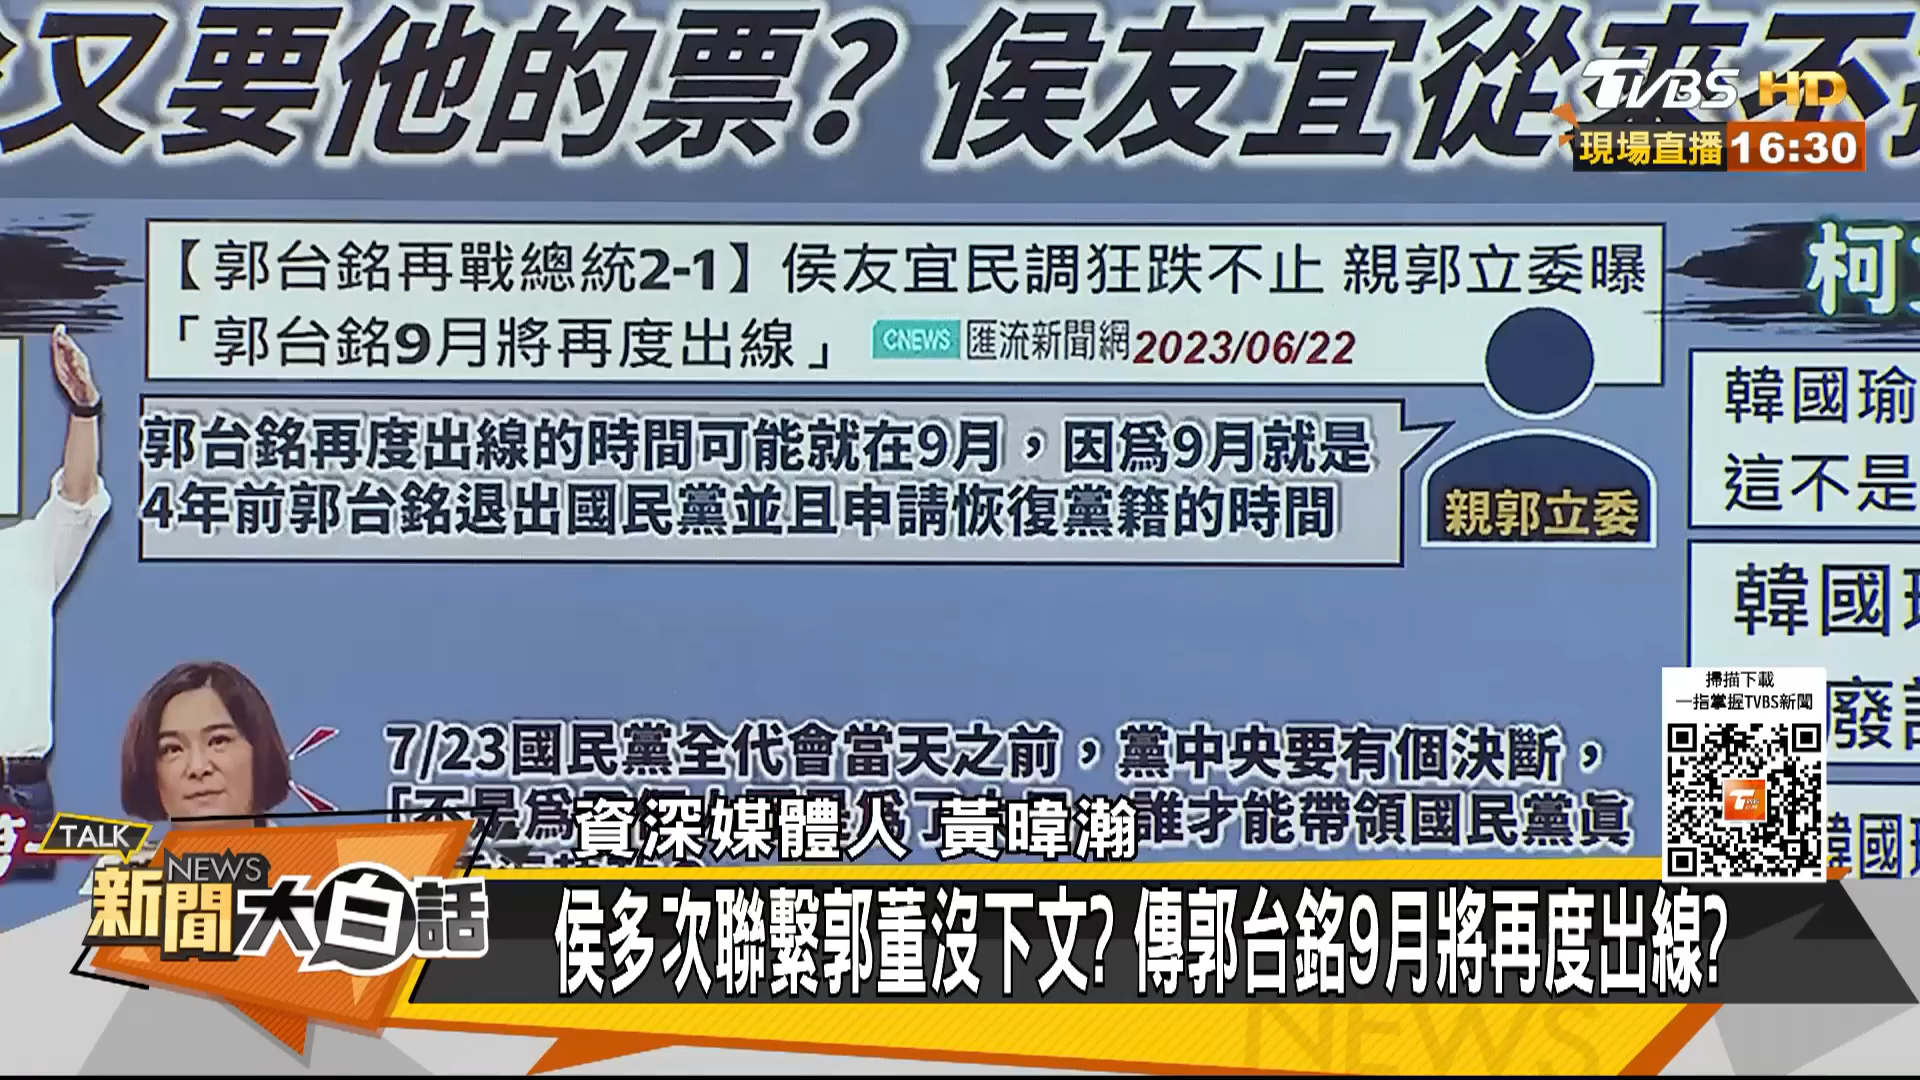 又要他的票?侯友宜從來不
TVBS HD
現場直播 16:30
【郭台銘再戰總統2-1】侯友宜民調狂跌不止 親郭立委曝
「郭台銘9月將再度出線」 CNEWS 匯流新聞網 2023/06/22
郭台銘再度出線的時間可能就在9月，因為9月就是
4年前郭台銘退出國民黨並且申請恢復黨籍的時間
親郭立委
柯
韓國瑜
這不是
韓國
廢
韓國
掃描下載
一指掌握TVBS新聞
7/23國民黨全代會當天之前，黨中央要有個決斷，
誰才能帶領國民黨真
資深媒體人 黃暐瀚
TALK
NEWS
新聞大白話
侯多次聯繫郭董沒下文? 傳郭台銘9月將再度出線?
NEWS